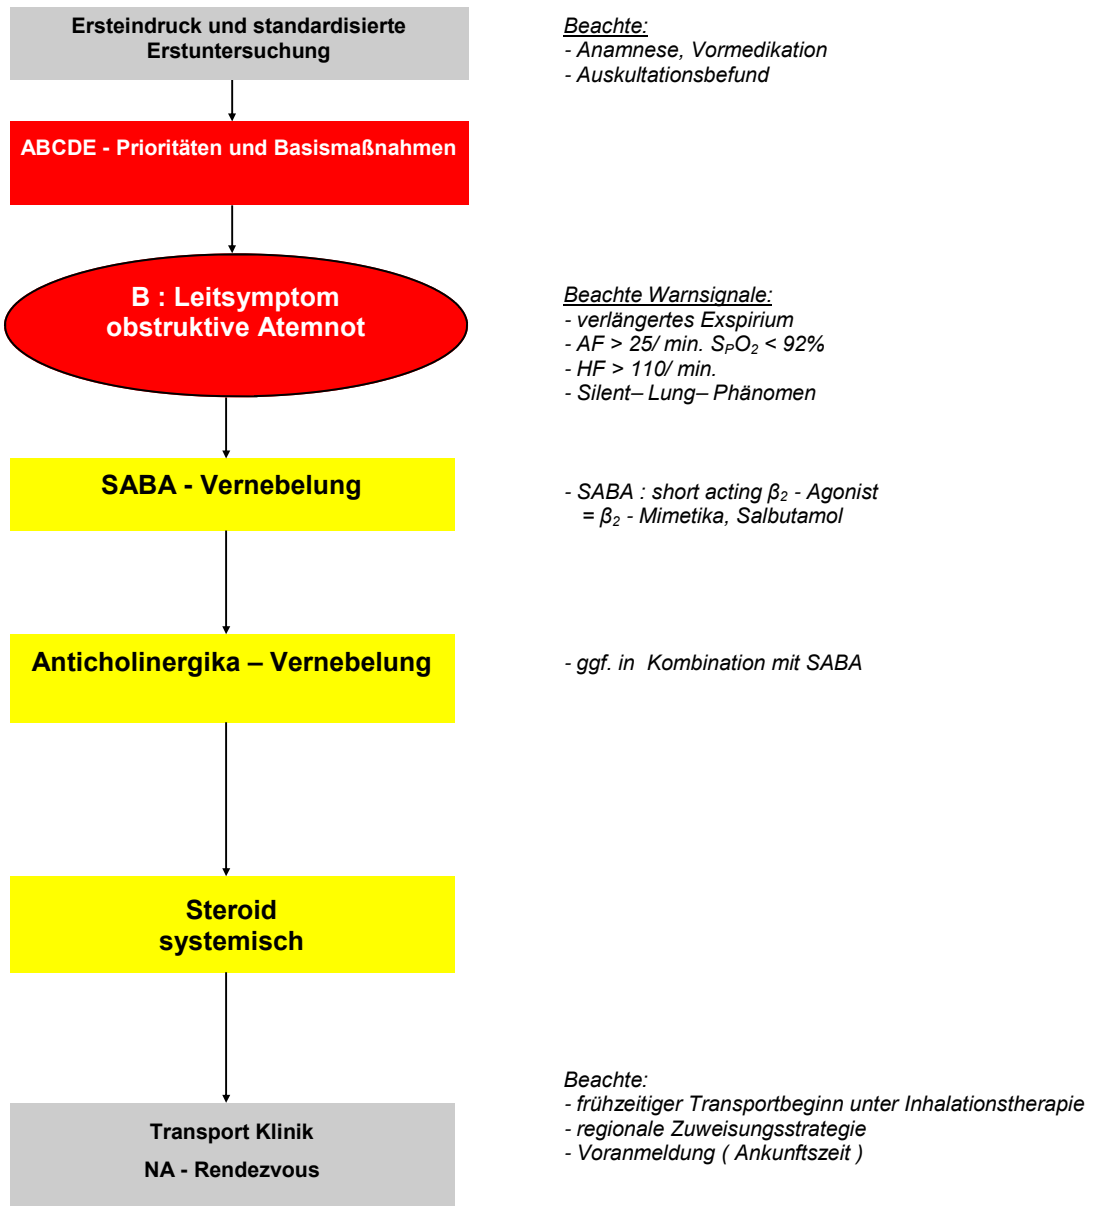 Ersteindruck und standardisierte
Erstuntersuchung
Beachte:
- Anamnese, Vormedikation
- Auskultationsbefund
ABCDE - Prioritäten und Basismaßnahmen
B : Leitsymptom
obstruktive Atemnot
Beachte Warnsignale:
- verlängertes Exspirium
- AF > 25/ min. SPO2 < 92%
- HF > 110/ min.
- Silent– Lung– Phänomen
SABA - Vernebelung
- SABA : short acting β2 - Agonist
= β2 - Mimetika, Salbutamol
Anticholinergika – Vernebelung
- ggf. in Kombination mit SABA
Steroid
systemisch
Transport Klinik
NA - Rendezvous
Beachte:
- frühzeitiger Transportbeginn unter Inhalationstherapie
- regionale Zuweisungsstrategie
- Voranmeldung ( Ankunftszeit )